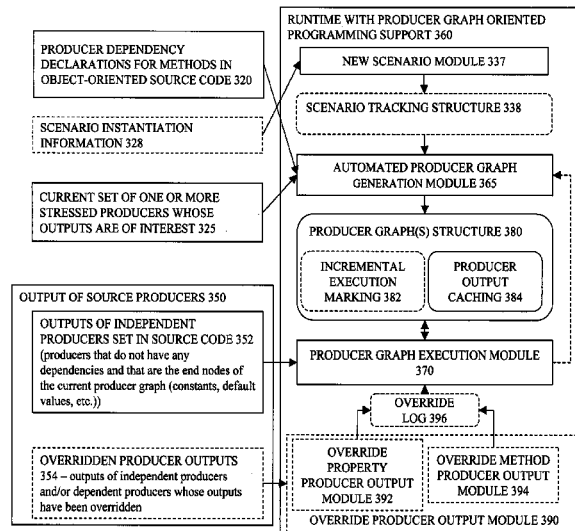 PRODUCER DEPENDENCY
DECLARATIONS FOR METHODS IN
OBJECT-ORIENTED SOURCE CODE 320
SCENARIO INSTANTIATION
INFORMATION 328
CURRENT SET OF ONE OR MORE
STRESSED PRODUCERS WHOSE
OUTPUTS ARE OF INTEREST 325
OUTPUT OF SOURCE PRODUCERS 350
OUTPUTS OF INDEPENDENT
PRODUCERS SET IN SOURCE CODE 352
(producers that do not have any
dependencies and that are the end nodes of
the current producer graph (constants, default
values, etc.))
OVERRIDDEN PRODUCER OUTPUTS
354 – outputs of independent producers
and/or dependent producers whose outputs
have been overridden
RUNTIME WITH PRODUCER GRAPH ORIENTED
PROGRAMMING SUPPORT 360
NEW SCENARIO MODULE 337
SCENARIO TRACKING STRUCTURE 338
AUTOMATED PRODUCER GRAPH
GENERATION MODULE 365
PRODUCER GRAPH(S) STRUCTURE 380
INCREMENTAL
EXECUTION
MARKING 382
PRODUCER
OUTPUT
CACHING 384
PRODUCER GRAPH EXECUTION MODULE
370
OVERRIDE
LOG 396
OVERRIDE
PROPERTY
PRODUCER OUTPUT
MODULE 392
OVERRIDE METHOD
PRODUCER OUTPUT
MODULE 394
OVERRIDE PRODUCER OUTPUT MODULE 390